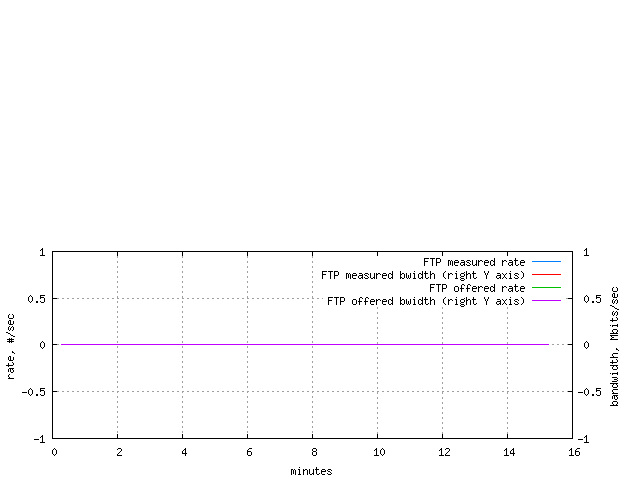 1 FTP measured rate 1
FTP measured bwidth (right Y axis)
FTP offered rate
0.5 FTP offered bwidth (right Y axis) 0.5
rate, #/sec
0 0
bandwidth, Mbits/sec
-0.5 -0.5
-1 -1
0 2 4 6 8 10 12 14 16
minutes